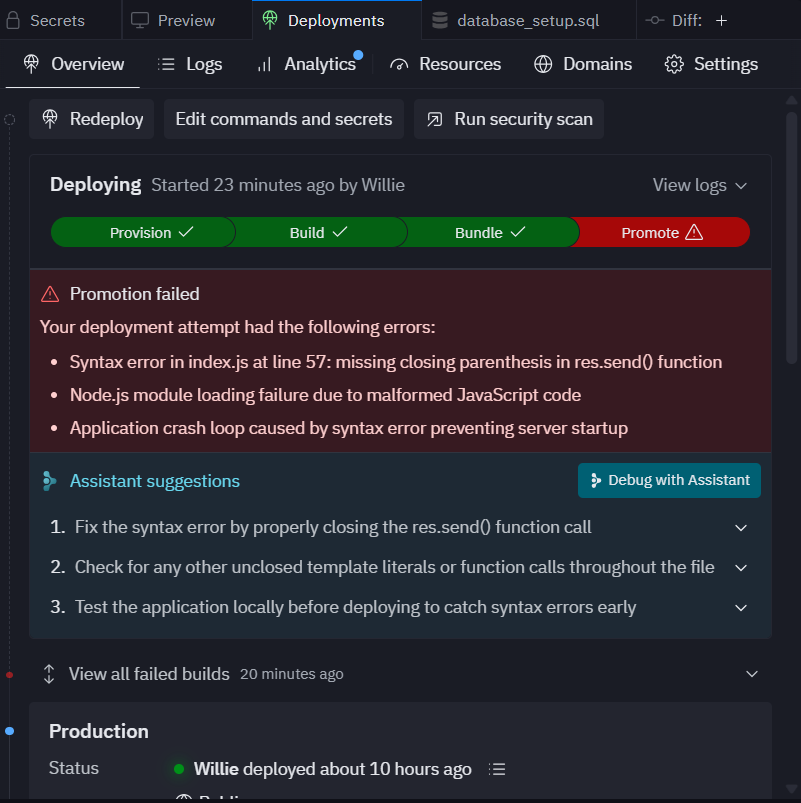 Secrets
Preview
Deployments
database_setup.sql
Diff: +
Overview
Logs
Analytics
Resources
Domains
Settings
Redeploy
Edit commands and secrets
Run security scan
Deploying Started 23 minutes ago by Willie
View logs
Provision
Build
Bundle
Promote
Promotion failed
Your deployment attempt had the following errors:
• Syntax error in index.js at line 57: missing closing parenthesis in res.send() function
• Node.js module loading failure due to malformed JavaScript code
• Application crash loop caused by syntax error preventing server startup
Assistant suggestions
Debug with Assistant
1. Fix the syntax error by properly closing the res.send() function call
2. Check for any other unclosed template literals or function calls throughout the file
3. Test the application locally before deploying to catch syntax errors early
View all failed builds 20 minutes ago
Production
Status
Willie deployed about 10 hours ago